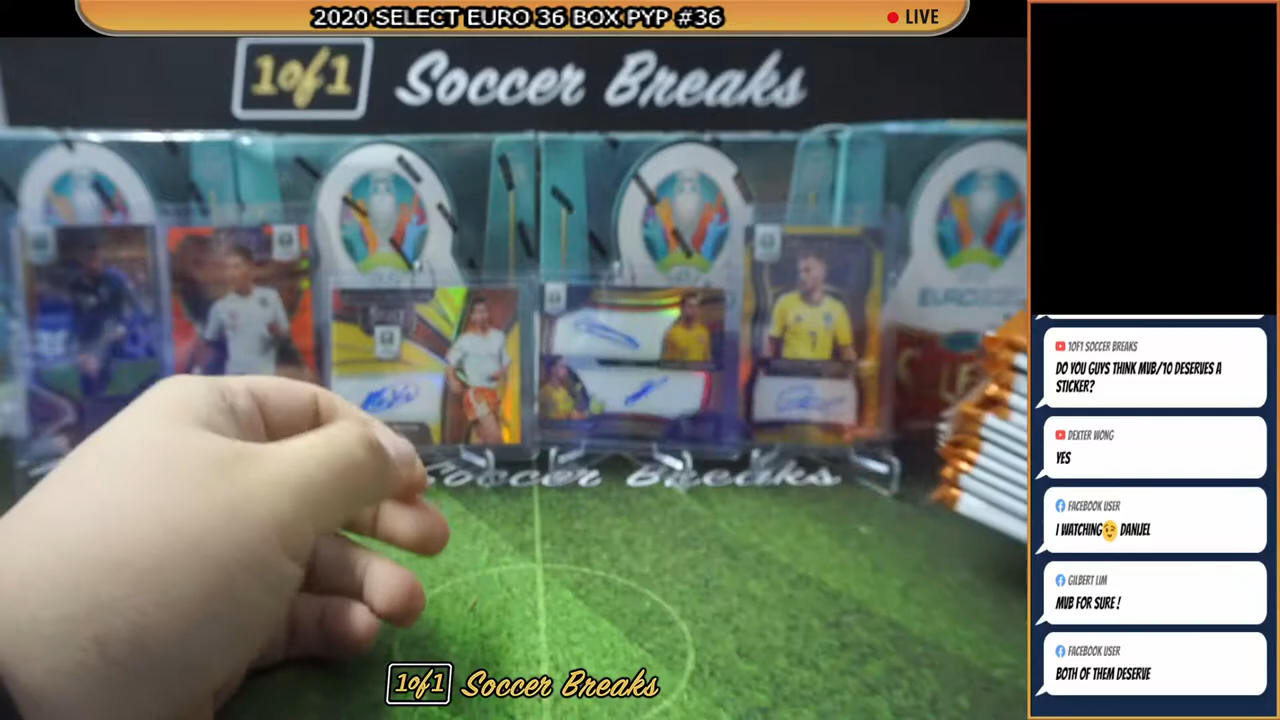 2020 SELECT EURO 36 BOX PYP #36
LIVE
1of1 Soccer Breaks
Soccer Breaks
1of1 Soccer Breaks
10F1 SOCCER BREAKS
DO YOU GUYS THINK MVB/10 DESERVES A
STICKER?
DEXTER WONG
YES
FACEBOOK USER
I WATCHING😉 DANIJEL
GILBERT LIM
MVB FOR SURE !
FACEBOOK USER
BOTH OF THEM DESERVE